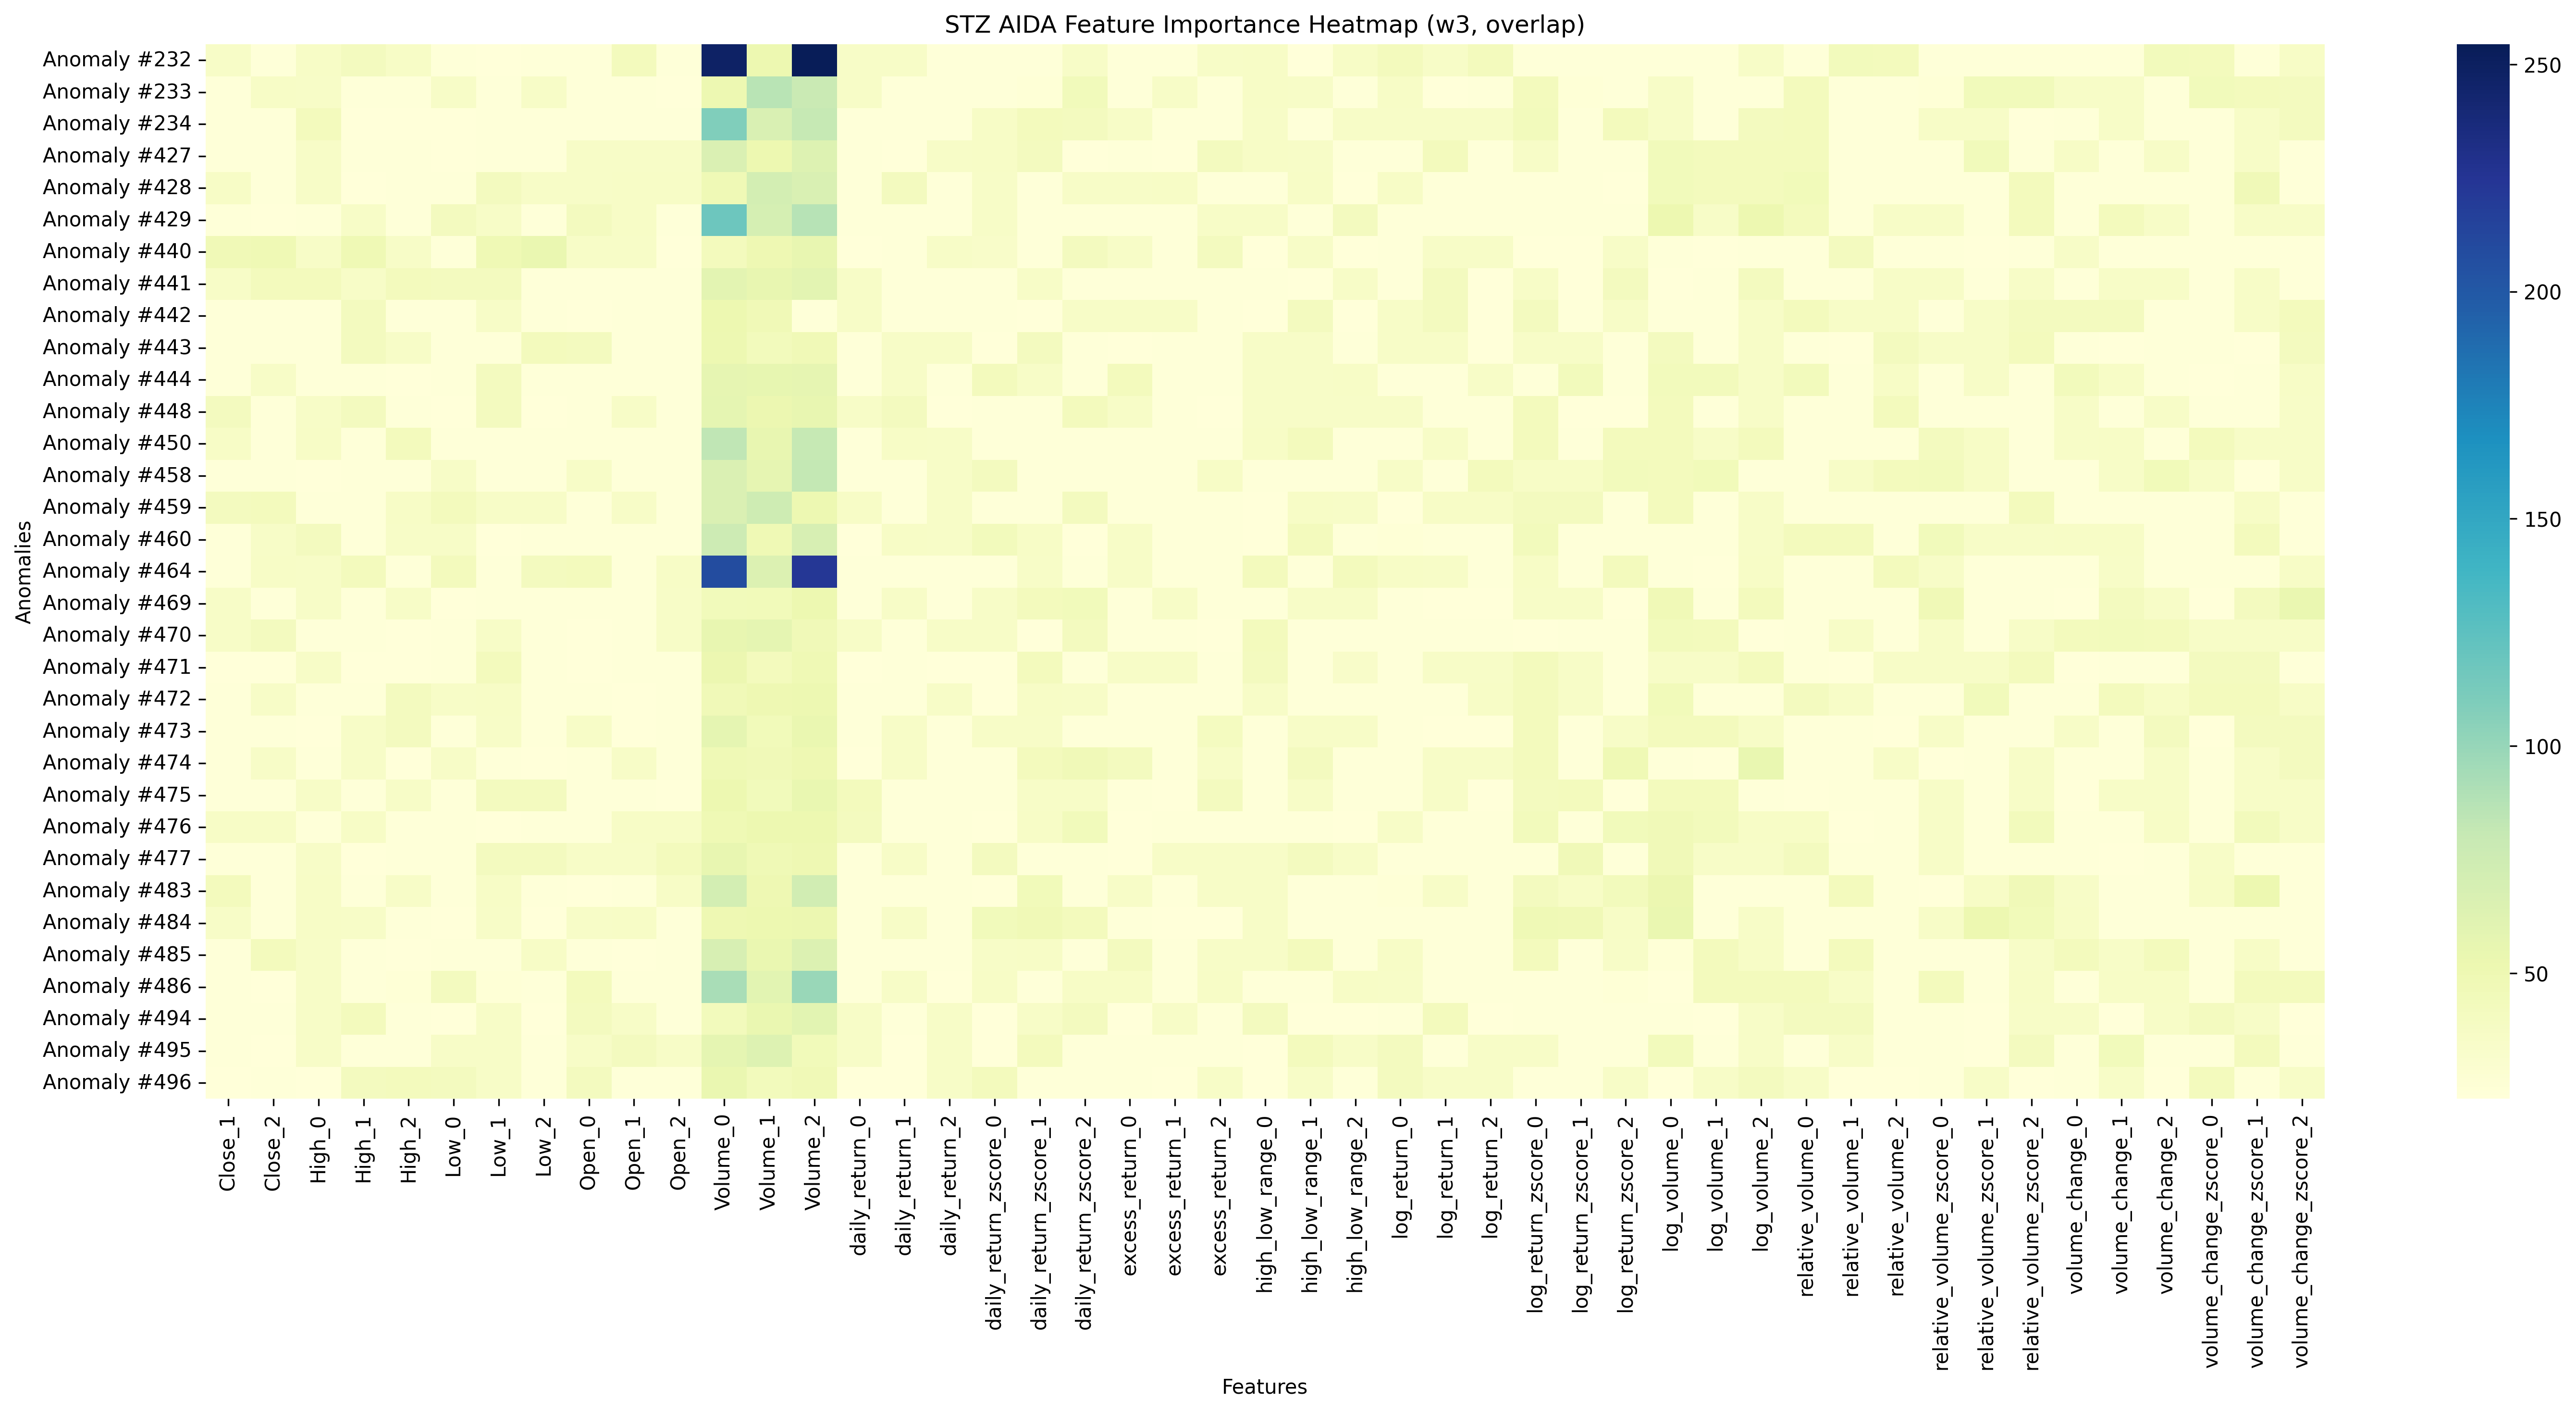 STZ AIDA Feature Importance Heatmap (w3, overlap)
Anomalies
Anomaly #232
Anomaly #233
Anomaly #234
Anomaly #427
Anomaly #428
Anomaly #429
Anomaly #440
Anomaly #441
Anomaly #442
Anomaly #443
Anomaly #444
Anomaly #448
Anomaly #450
Anomaly #458
Anomaly #459
Anomaly #460
Anomaly #464
Anomaly #469
Anomaly #470
Anomaly #471
Anomaly #472
Anomaly #473
Anomaly #474
Anomaly #475
Anomaly #476
Anomaly #477
Anomaly #483
Anomaly #484
Anomaly #485
Anomaly #486
Anomaly #494
Anomaly #495
Anomaly #496
Close_1
Close_2
High_0
High_1
High_2
Low_0
Low_1
Low_2
Open_0
Open_1
Open_2
Volume_0
Volume_1
Volume_2
daily_return_0
daily_return_1
daily_return_2
daily_return_zscore_0
daily_return_zscore_1
daily_return_zscore_2
excess_return_0
excess_return_1
excess_return_2
high_low_range_0
high_low_range_1
high_low_range_2
log_return_0
log_return_1
log_return_2
log_return_zscore_0
log_return_zscore_1
log_return_zscore_2
log_volume_0
log_volume_1
log_volume_2
relative_volume_0
relative_volume_1
relative_volume_2
relative_volume_zscore_0
relative_volume_zscore_1
relative_volume_zscore_2
volume_change_0
volume_change_1
volume_change_2
volume_change_zscore_0
volume_change_zscore_1
volume_change_zscore_2
Features
250
200
150
100
50